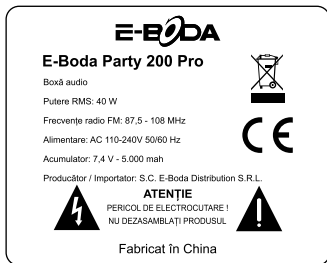 E-BODA
E-Boda Party 200 Pro
Boxă audio
Putere RMS: 40 W
Frecvențe radio FM: 87,5 - 108 MHz
Alimentare: AC 110-240V 50/60 Hz
Acumulator: 7,4 V - 5.000 mah
Producător / Importator: S.C. E-Boda Distribution S.R.L.
ATENȚIE
PERICOL DE ELECTROCUTARE !
NU DEZASAMBLAȚI PRODUSUL
Fabricat în China